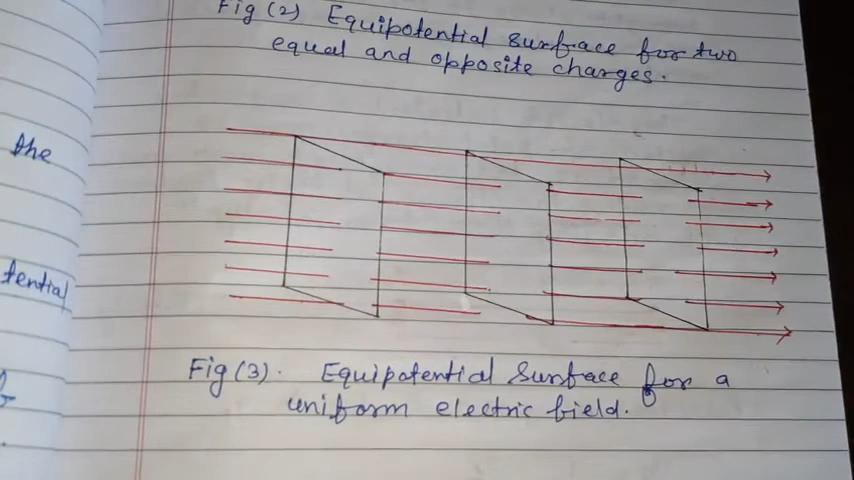 Fig (2) Equipotential surface for two
equal and opposite charges.
the
tential
Fig (3). Equipotential Surface for a
uniform electric field.